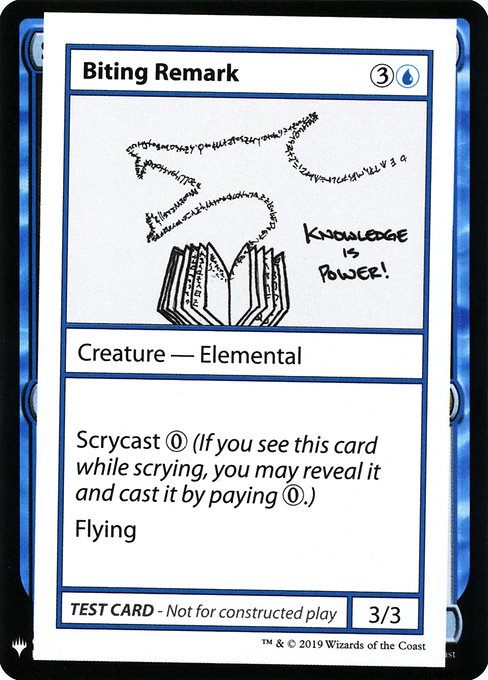 Biting Remark 3
KNOWLEDGE
IS
POWER!
Creature — Elemental
Scrycast 0 (If you see this card
while scrying, you may reveal it
and cast it by paying 0.)
Flying
TEST CARD - Not for constructed play 3/3
™ & © 2019 Wizards of the Coast